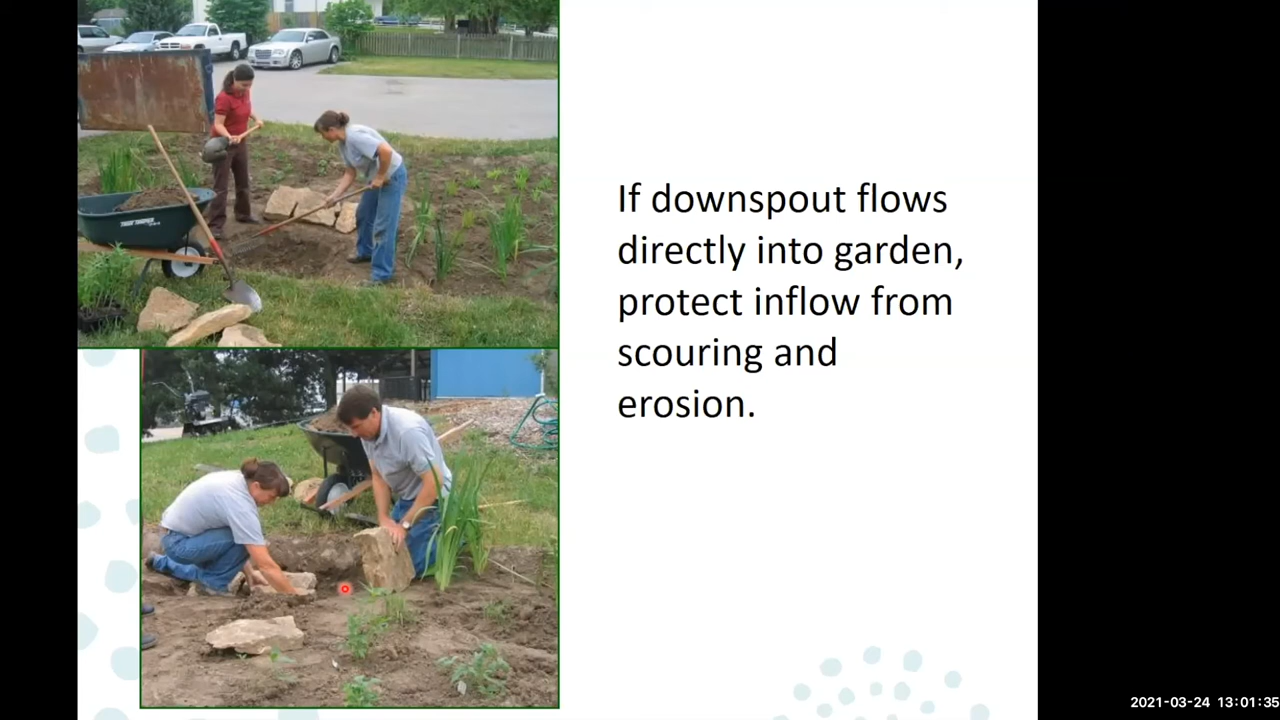 If downspout flows
directly into garden,
protect inflow from
scouring and
erosion.
2021-03-24 13:01:35